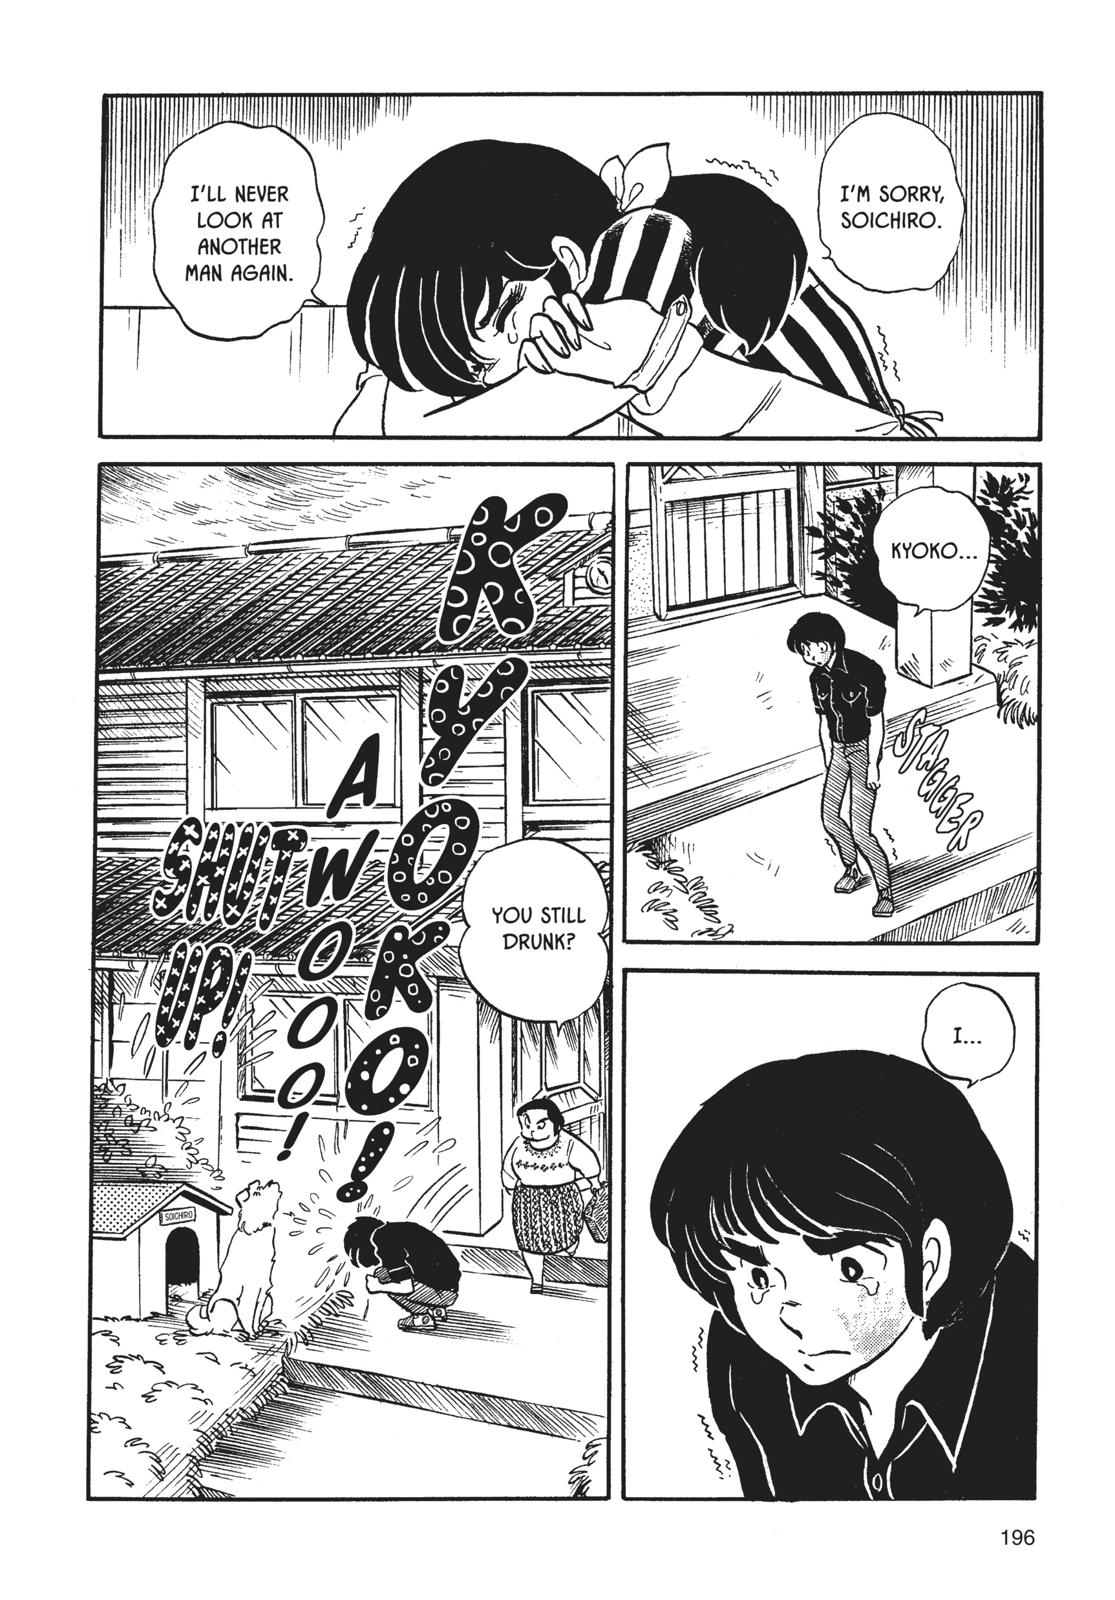 I'M SORRY,
SOICHIRO.
I'LL NEVER
LOOK AT
ANOTHER
MAN AGAIN.
KYOKO...
STAGGER
I...
KYOKO!
AWOOO!
SHUT
UP!
YOU STILL
DRUNK?
SOICHIRO
196